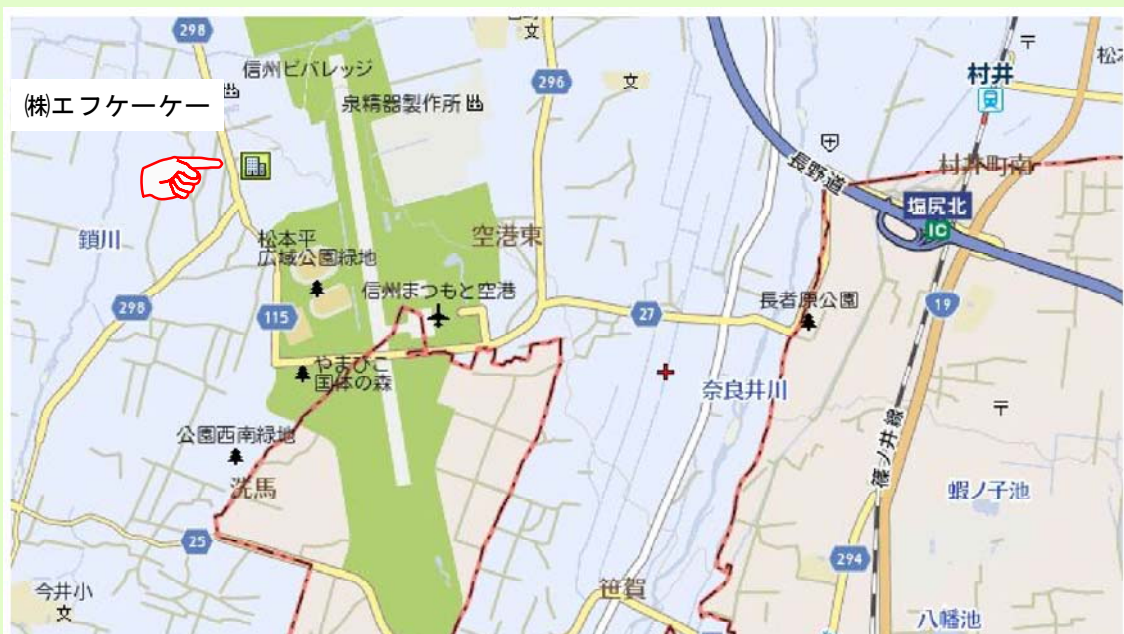 298
信州ビバレッジ
㈱エフケーケー
泉精器製作所
文
296
文
〒
松本
村井
長野道
村井町南
塩尻北
IC
鎖川
松本平
広域公園緑地
空港東
信州まつもと空港
298
115
27
長者原公園
19
やまびこ
国体の森
奈良井川
〒
公園西南緑地
洗馬
篠ノ井線
蝦ノ子池
25
294
今井小
文
笹賀
八幡池